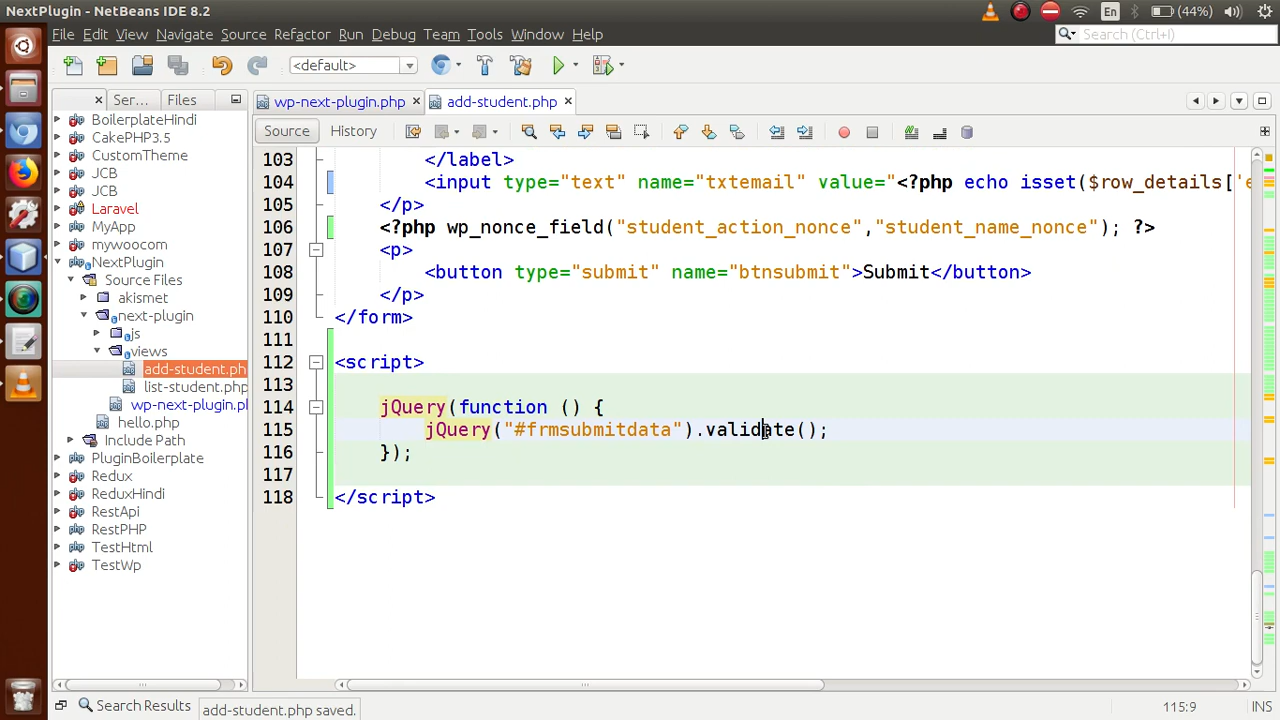 NextPlugin - NetBeans IDE 8.2
En
(44%)
File Edit View Navigate Source Refactor Run Debug Team Tools Window Help
Search (Ctrl+I)
<default>
Ser... Files
wp-next-plugin.php
add-student.php
Source History
BoilerplateHindi
CakePHP3.5
CustomTheme
JCB
JCB
Laravel
MyApp
mywoocom
NextPlugin
Source Files
akismet
next-plugin
js
views
add-student.ph
list-student.php
wp-next-plugin.pl
hello.php
Include Path
PluginBoilerplate
Redux
ReduxHindi
RestApi
RestPHP
TestHtml
TestWp
103 </label>
104 <input type="text" name="txtemail" value="<?php echo isset($row_details['e
105 </p>
106 <?php wp_nonce_field("student_action_nonce","student_name_nonce"); ?>
107 <p>
108 <button type="submit" name="btnsubmit">Submit</button>
109 </p>
110 </form>
111
112 <script>
113
114 jQuery(function () {
115 jQuery("#frmsubmitdata").validate();
116 });
117
118 </script>
Search Results
add-student.php saved.
115:9
INS